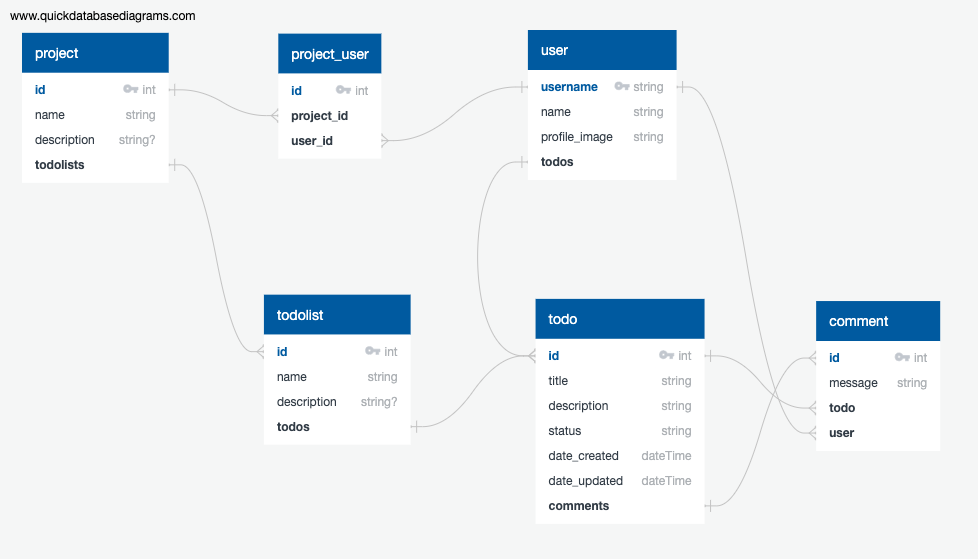 www.quickdatabasediagrams.com
project
id int
name string
description string?
todolists
project_user
id int
project_id
user_id
user
username string
name string
profile_image string
todos
todolist
id int
name string
description string?
todos
todo
id int
title string
description string
status string
date_created dateTime
date_updated dateTime
comments
comment
id int
message string
todo
user